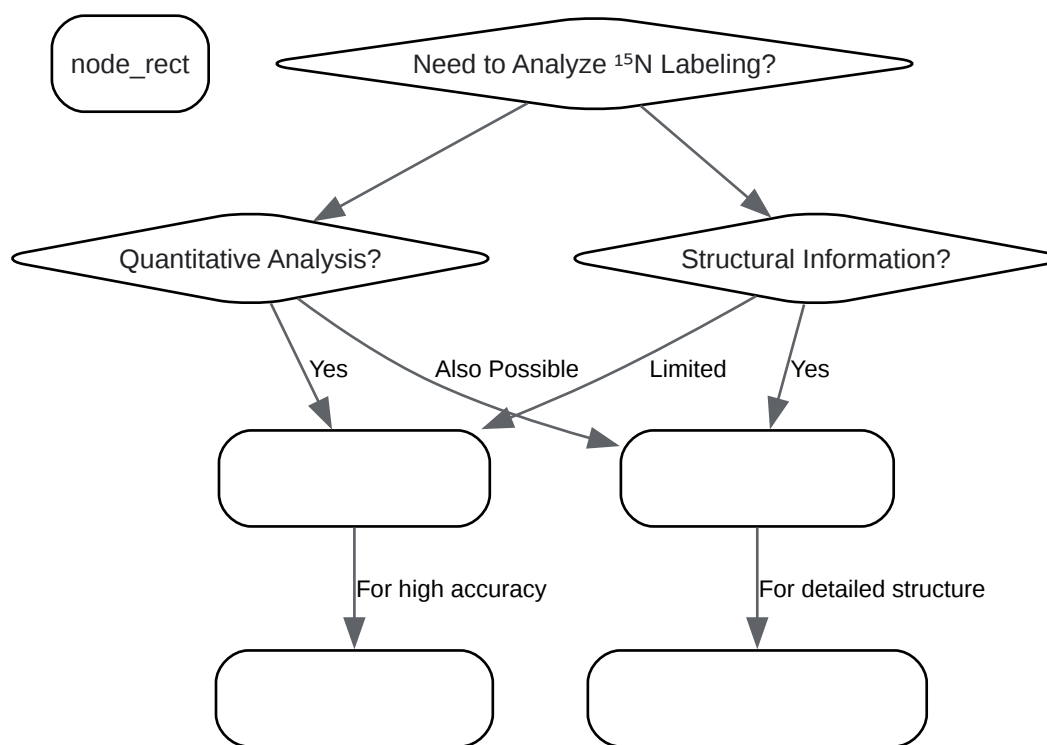 node_rect
Need to Analyze ¹⁵N Labeling?
Quantitative Analysis?
Structural Information?
Yes
Also Possible
Limited
Yes
For high accuracy
For detailed structure